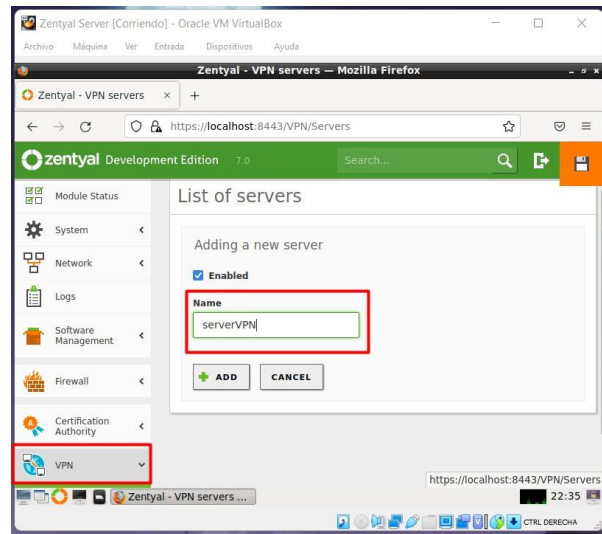 Zentyal Server [Corriendo] - Oracle VM VirtualBox
Archivo Máquina Ver Entrada Dispositivos Ayuda
Zentyal - VPN servers — Mozilla Firefox
Zentyal - VPN servers × +
https://localhost:8443/VPN/Servers
zentyal Development Edition 7.0 Search...
Module Status
System
Network
Logs
Software
Management
Firewall
Certification
Authority
VPN
List of servers
Adding a new server
Enabled
Name
serverVPN
ADD CANCEL
https://localhost:8443/VPN/Servers
Zentyal - VPN servers ... 22:35
CTRL DERECHA